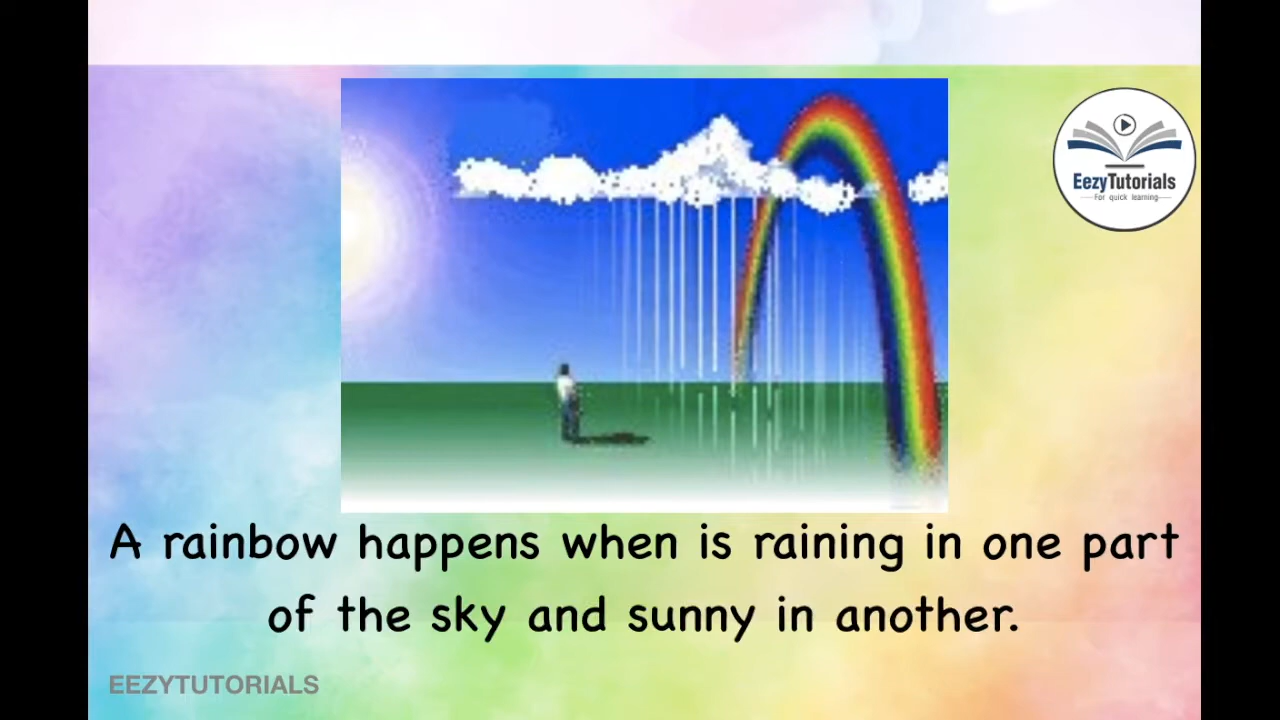 EezyTutorials
For quick learning
A rainbow happens when is raining in one part
of the sky and sunny in another.
EEZYTUTORIALS